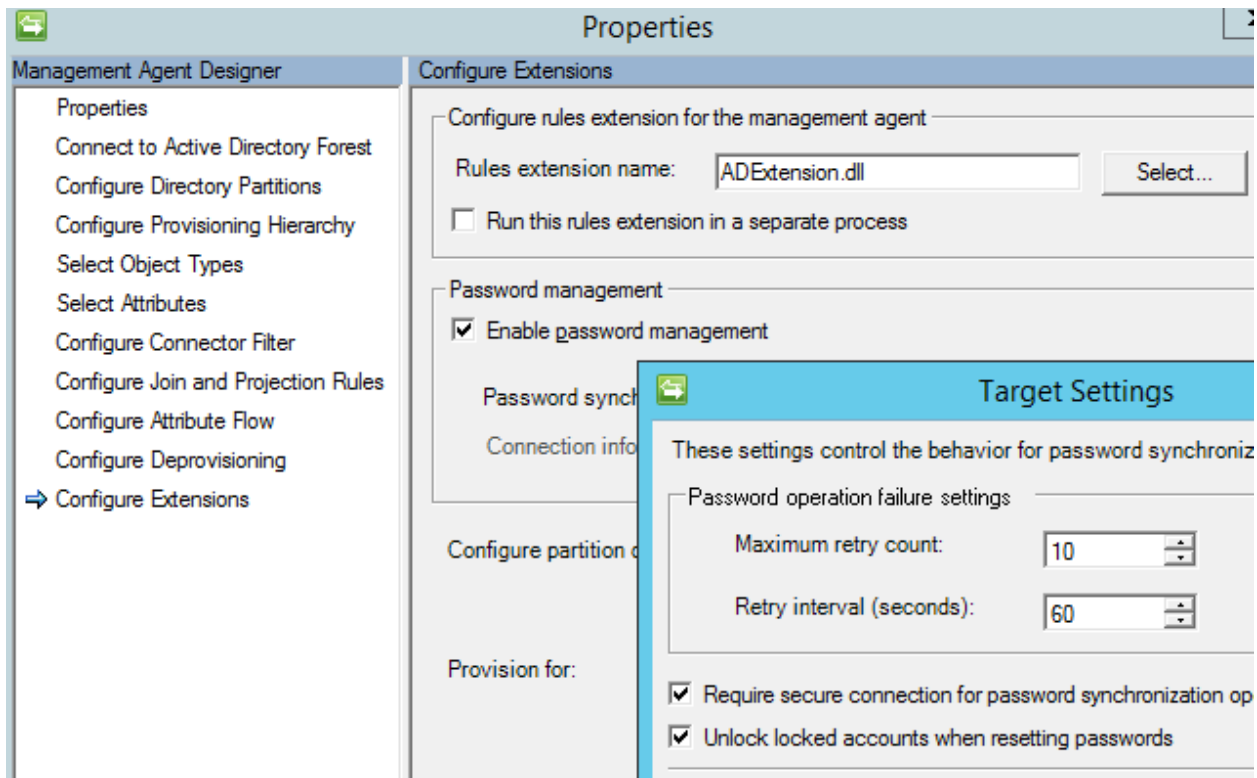 Properties
Management Agent Designer
Properties
Connect to Active Directory Forest
Configure Directory Partitions
Configure Provisioning Hierarchy
Select Object Types
Select Attributes
Configure Connector Filter
Configure Join and Projection Rules
Configure Attribute Flow
Configure Deprovisioning
Configure Extensions
Configure Extensions
Configure rules extension for the management agent
Rules extension name: ADExtension.dll Select...
Run this rules extension in a separate process
Password management
Enable password management
Password synch
Connection info
Configure partition
Provision for:
Target Settings
These settings control the behavior for password synchroniz
Password operation failure settings
Maximum retry count: 10
Retry interval (seconds): 60
Require secure connection for password synchronization op
Unlock locked accounts when resetting passwords